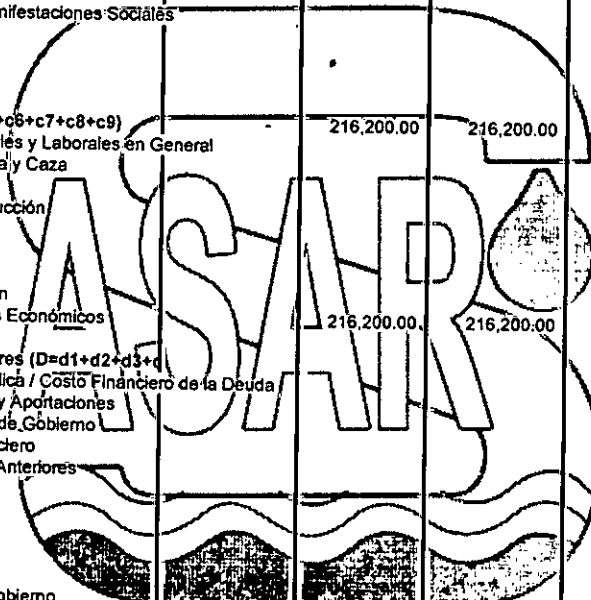 nifestaciones Sociales
+c6+c7+c8+c9) 216,200.00 216,200.00
les y Laborales en General
a y Caza
ucción
n
s Económicos 216,200.00 216,200.00
res (D=d1+d2+d3+d
lica / Costo Financiero de la Deuda
y Aportaciones
de Gobierno
ciero
Anteriores
obierno
ASAR